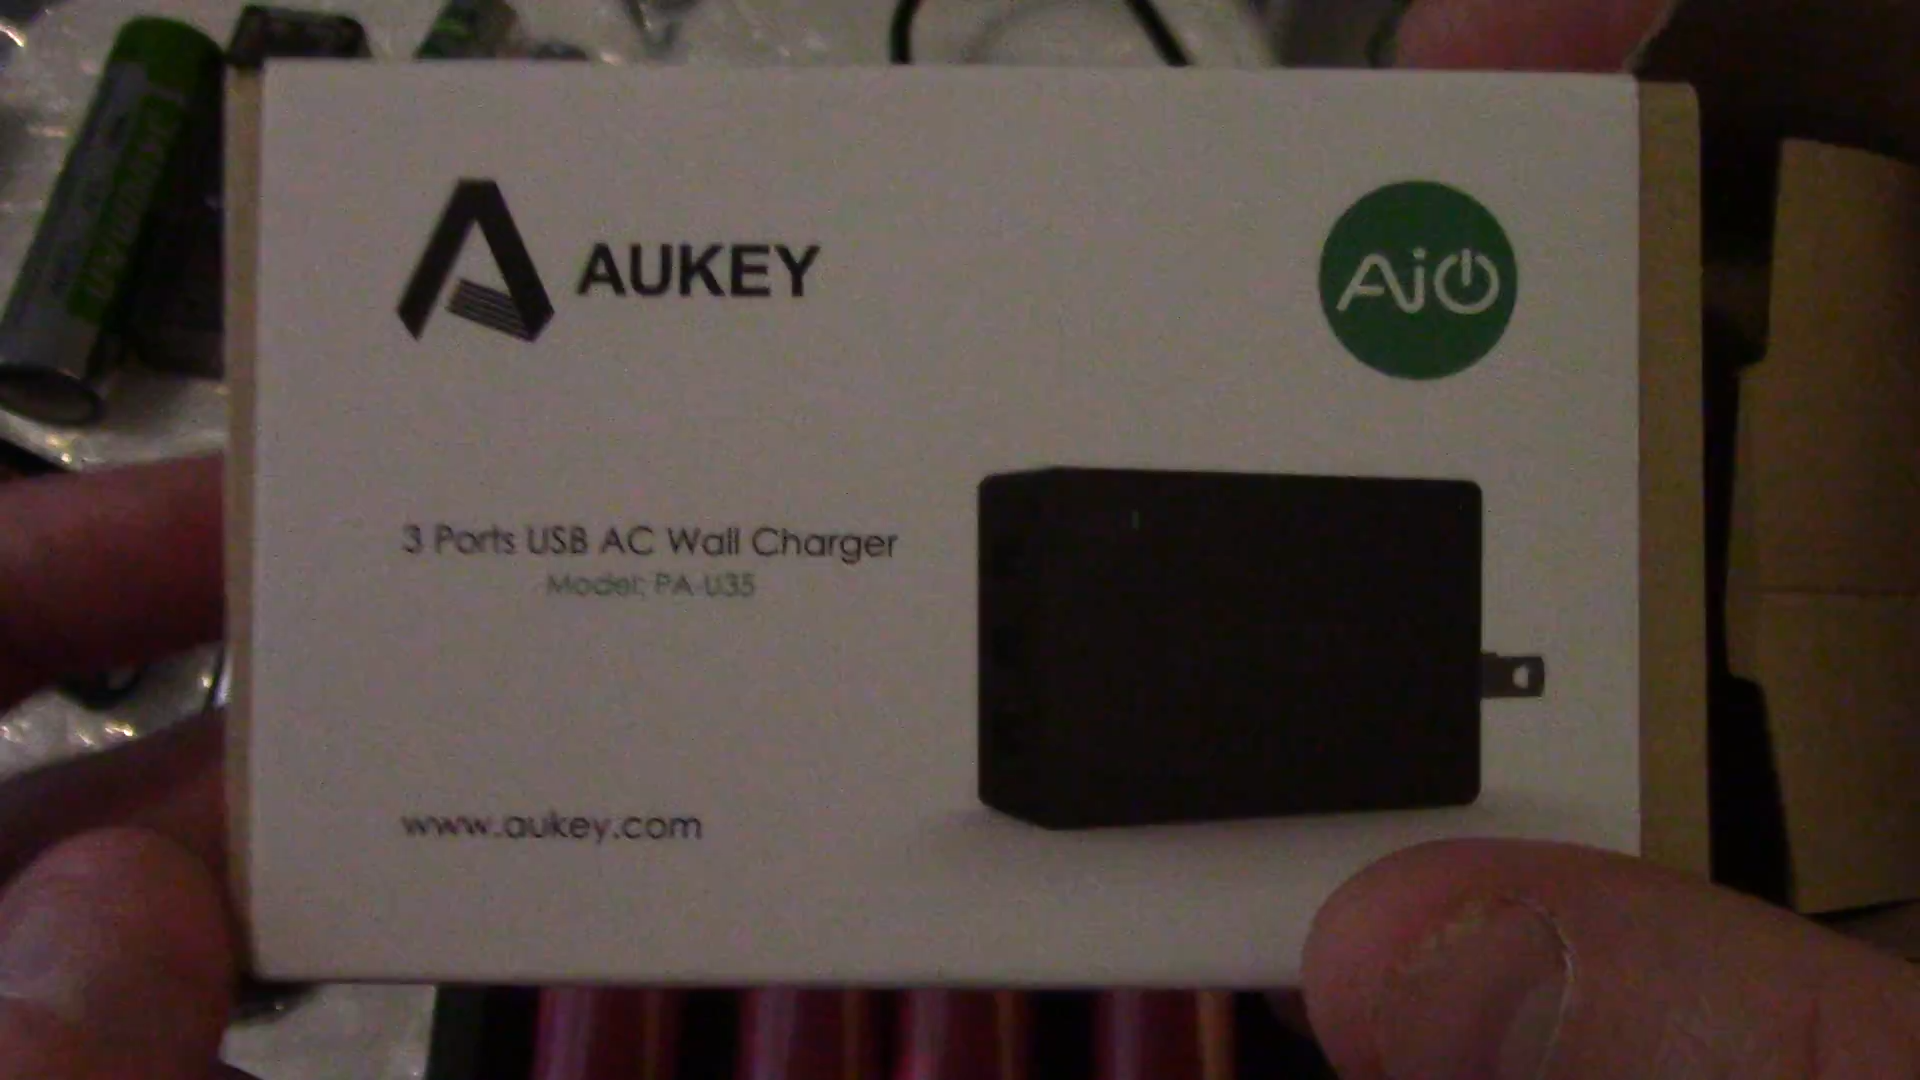 AUKEY
AiO
3 Ports USB AC Wall Charger
Model: PA-U35
www.aukey.com